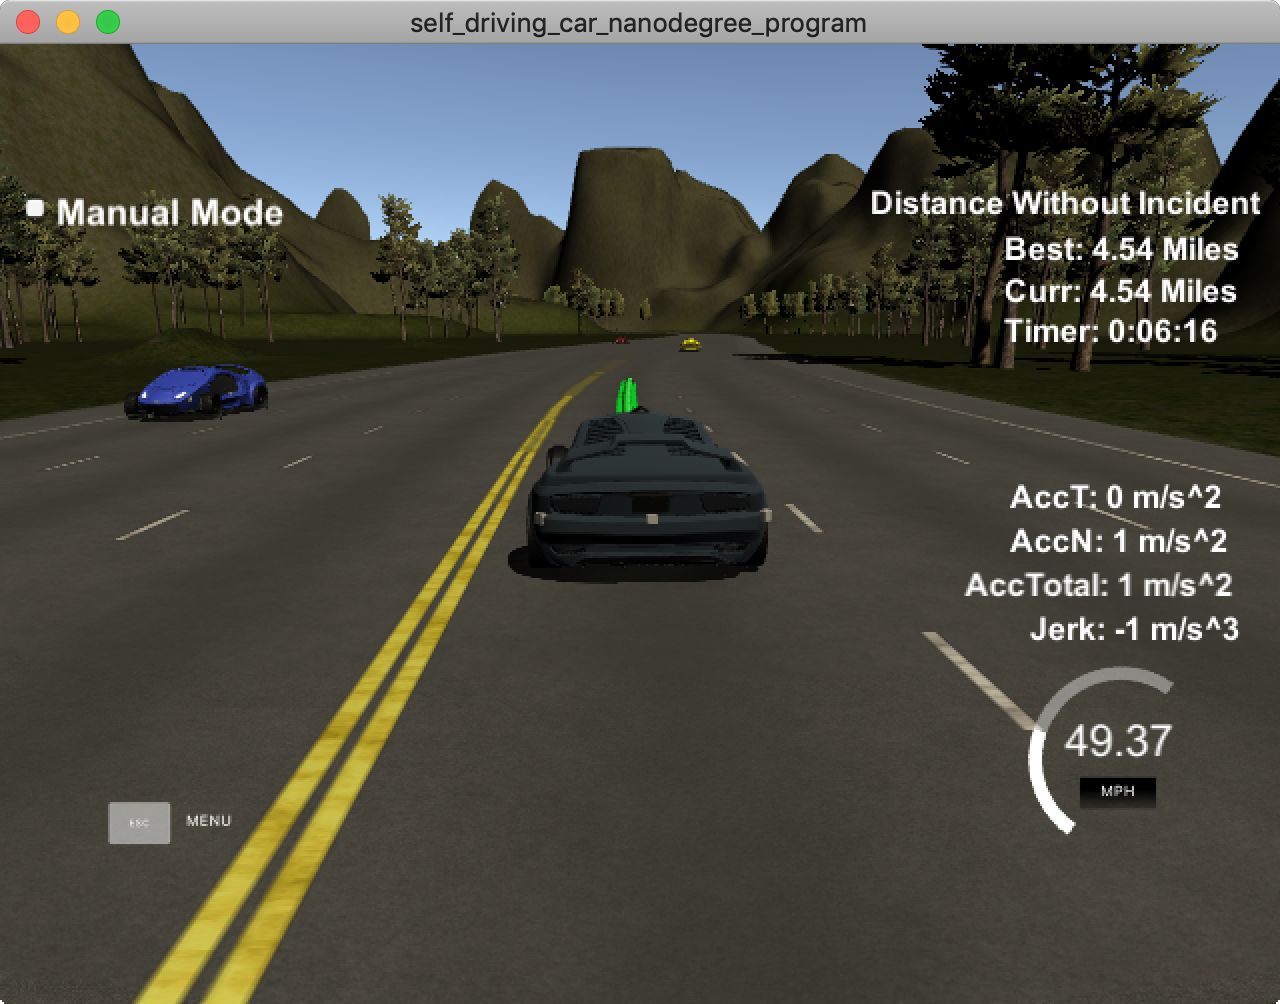 self_driving_car_nanodegree_program
Manual Mode
Distance Without Incident
Best: 4.54 Miles
Curr: 4.54 Miles
Timer: 0:06:16
AccT: 0 m/s^2
AccN: 1 m/s^2
AccTotal: 1 m/s^2
Jerk: -1 m/s^3
49.37
MPH
ESC MENU